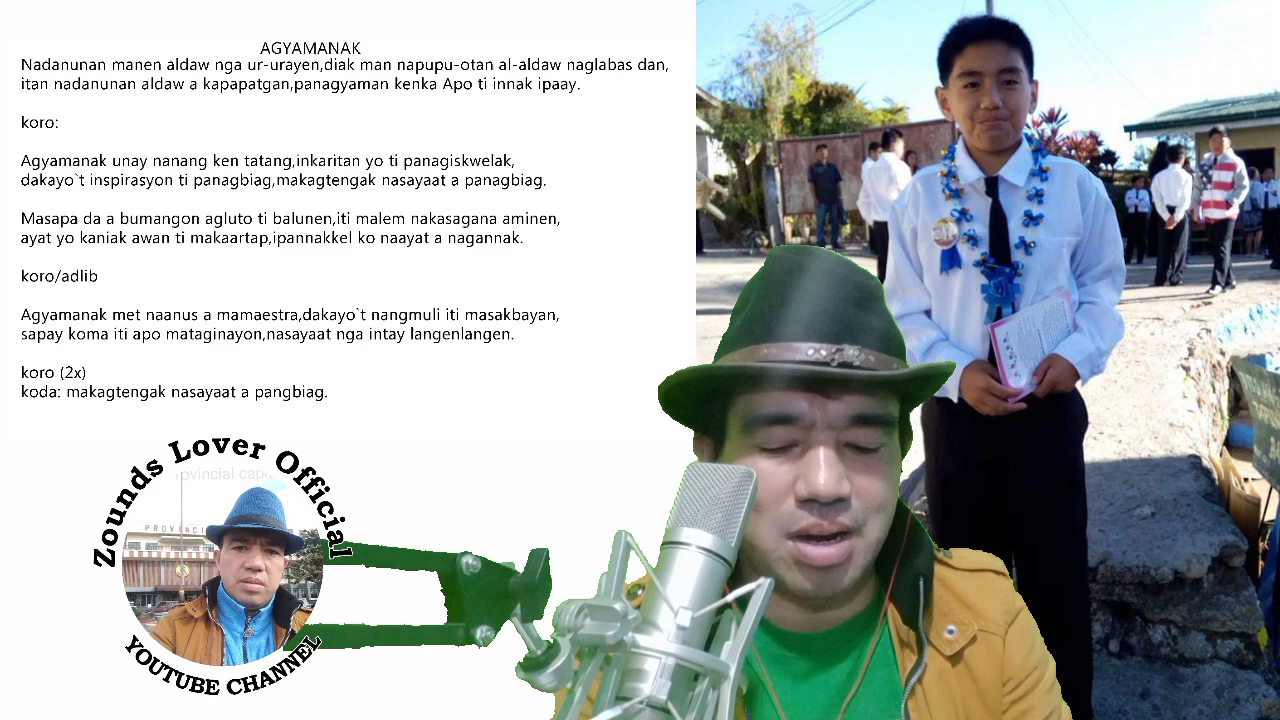 AGYAMANAK
Nadanunan manen aldaw nga ur-urayen,diak man napupu-otan al-aldaw naglabas dan,
itan nadanunan aldaw a kapapatgan,panagyaman kenka Apo ti innak ipaay.
koro:
Agyamanak unay nanang ken tatang,inkaritan yo ti panagiskwelak,
dakayo`t inspirasyon ti panagbiag,makagtengak nasayaat a panagbiag.
Masapa da a bumangon agluto ti balunen,iti malem nakasagana aminen,
ayat yo kaniak awan ti makaartap,ipannakkel ko naayat a nagannak.
koro/adlib
Agyamanak met naanus a mamaestra,dakayo`t nangmuli iti masakbayan,
sapay koma iti apo mataginayon,nasayaat nga intay langenlangen.
koro (2x)
koda: makagtengak nasayaat a pangbiag.
Zounds Lover Official
rovincial cap
PROVINCI
YOUTUBE CHANNEL